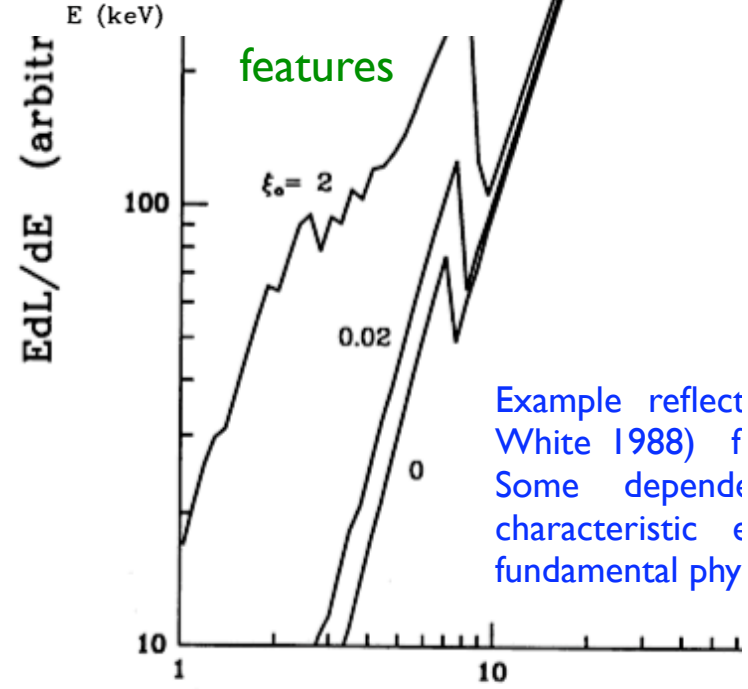 E (keV)
EdL/dE (arbitr
features
ξₒ= 2
100
0.02
0
10
1
10
Example reflect
White 1988) f
Some depende
characteristic e
fundamental phy